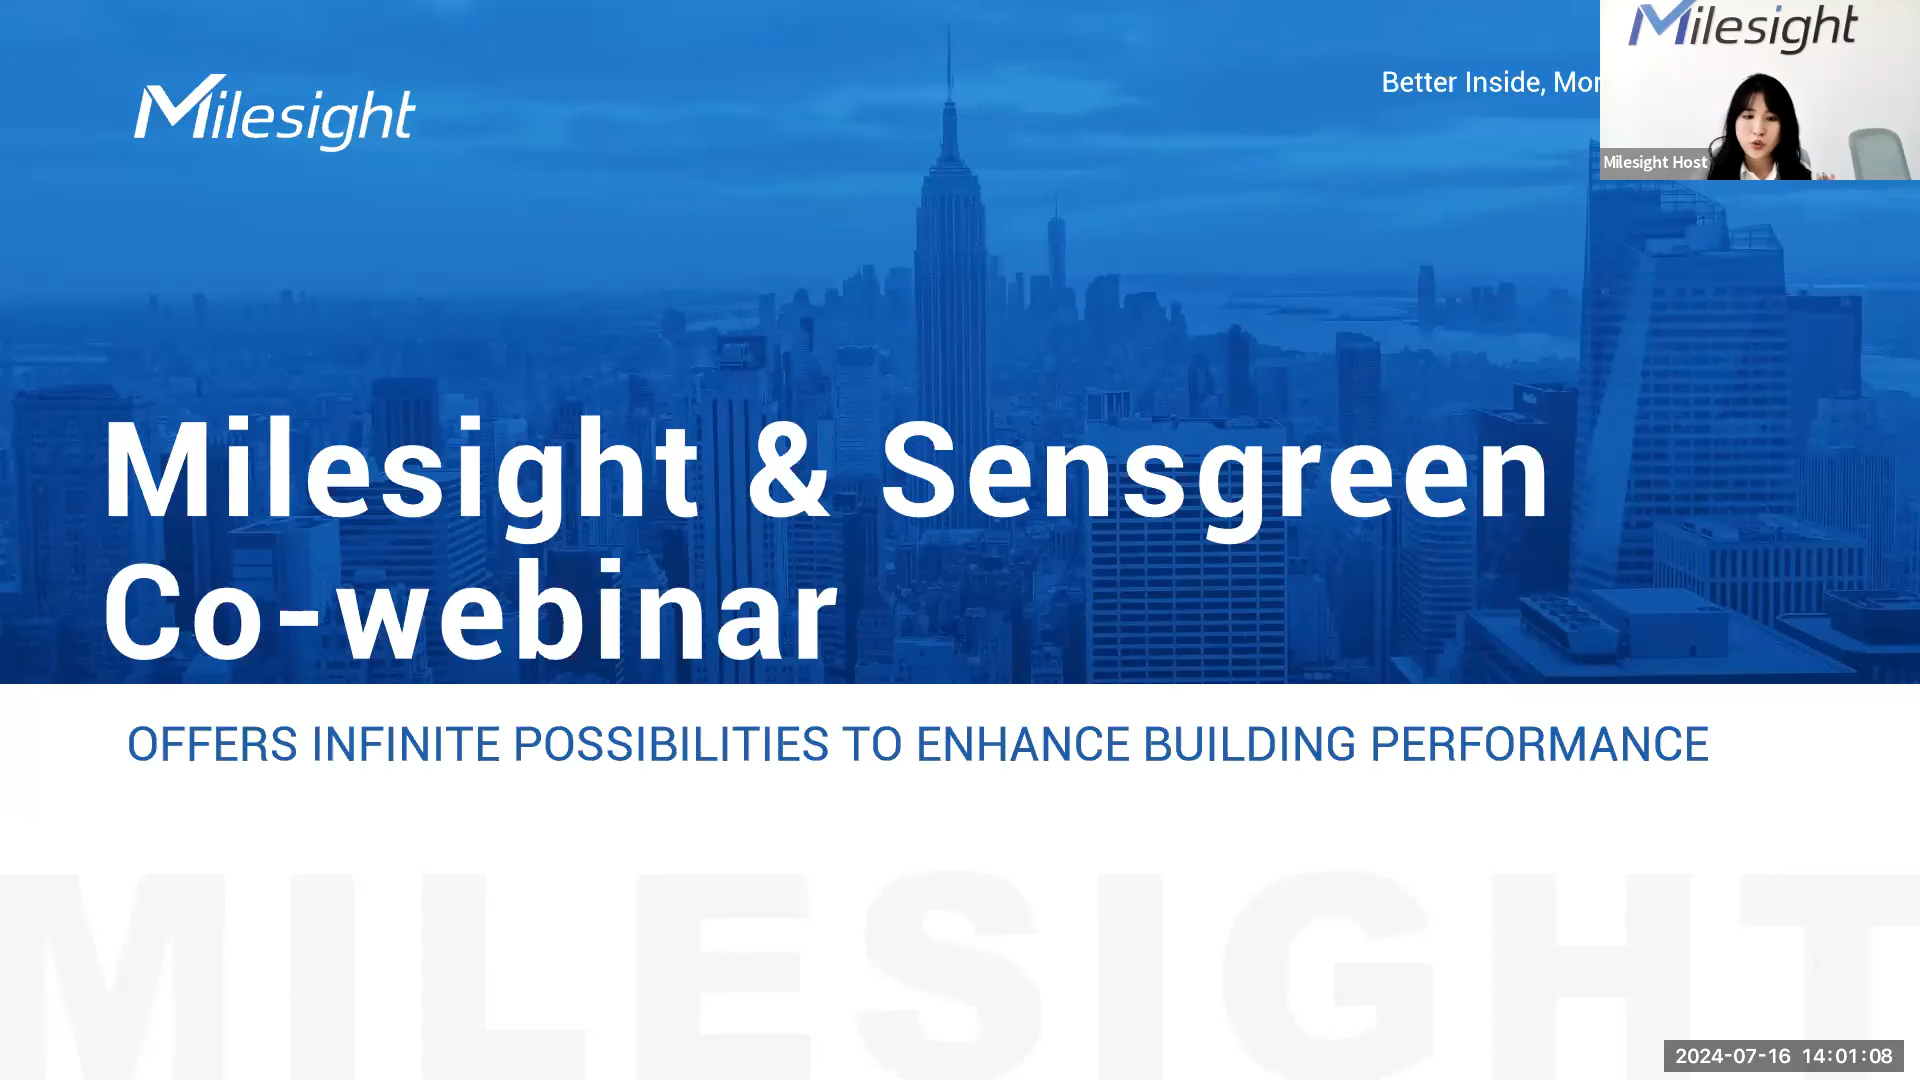 Milesight
Better Inside, Mor
Milesight
Milesight Host
Milesight & Sensgreen
Co-webinar
OFFERS INFINITE POSSIBILITIES TO ENHANCE BUILDING PERFORMANCE
MILESIGHT
2024-07-16 14:01:08